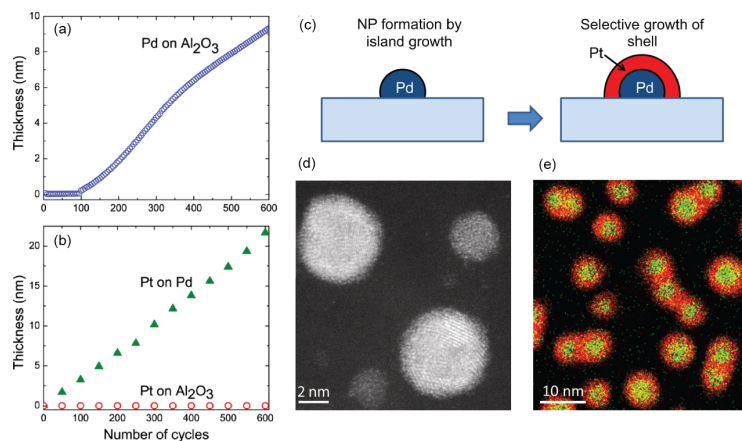 (a)
Pd on Al2O3
Thickness (nm)
10
8
6
4
2
0
0 100 200 300 400 500 600
(b)
Pt on Pd
Pt on Al2O3
Thickness (nm)
20
15
10
5
0
0 100 200 300 400 500 600
Number of cycles
(c)
NP formation by
island growth
Selective growth of
shell
Pt
Pd
Pd
(d)
2 nm
(e)
10 nm